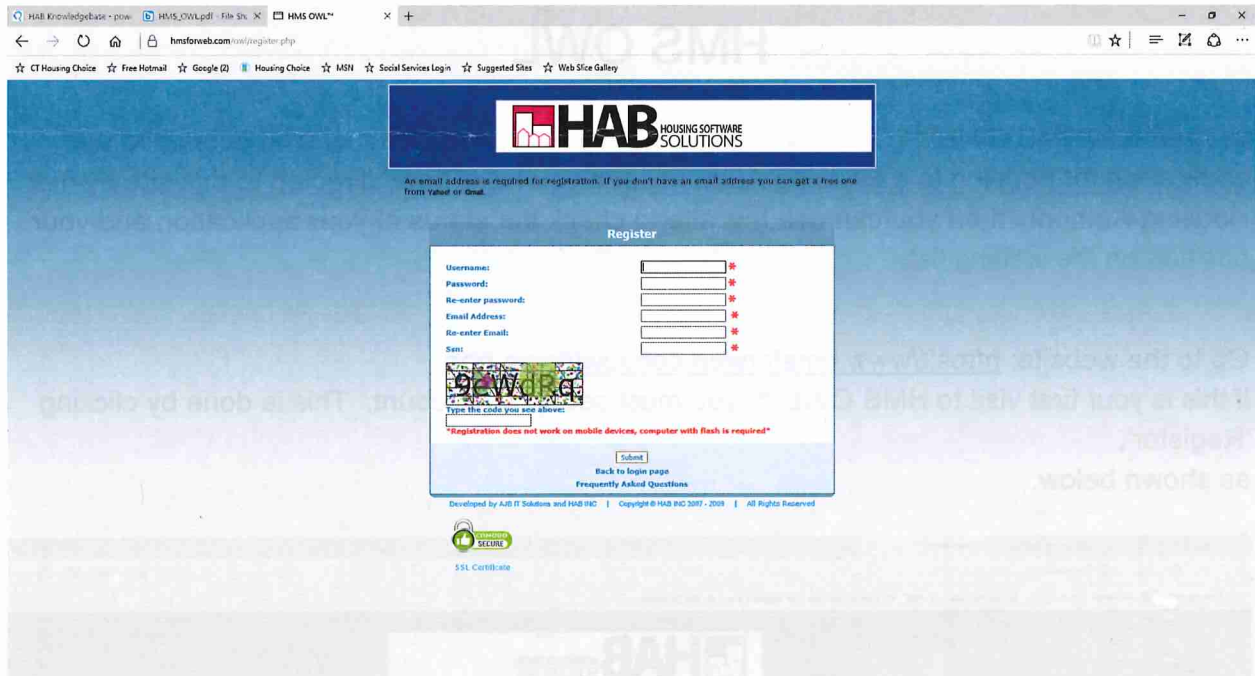 HAB Knowledgebase - pow
HMS_OWL.pdf - File Sh
HMS OWL™
hmsforweb.com/owl/register.php
CT Housing Choice
Free Hotmail
Google (2)
Housing Choice
MSN
Social Services Login
Suggested Sites
Web Slice Gallery
HAB HOUSING SOFTWARE
SOLUTIONS
An email address is required for registration. If you don't have an email address you can get a free one
from Yahoo! or Gmail.
Register
Username: *
Password: *
Re-enter password: *
Email Address: *
Re-enter Email: *
Ssn: *
9eWdRq
Type the code you see above:
*Registration does not work on mobile devices, computer with flash is required*
Submit
Back to login page
Frequently Asked Questions
Developed by AJB IT Solutions and HAB INC | Copyright © HAB INC 2007 - 2009 | All Rights Reserved
COMODO
SECURE
SSL Certificate